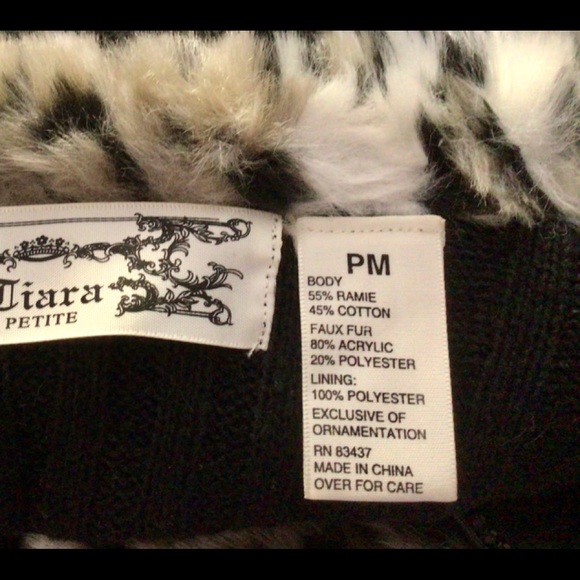 Tiara
PETITE
PM
BODY
55% RAMIE
45% COTTON
FAUX FUR
80% ACRYLIC
20% POLYESTER
LINING:
100% POLYESTER
EXCLUSIVE OF
ORNAMENTATION
RN 83437
MADE IN CHINA
OVER FOR CARE